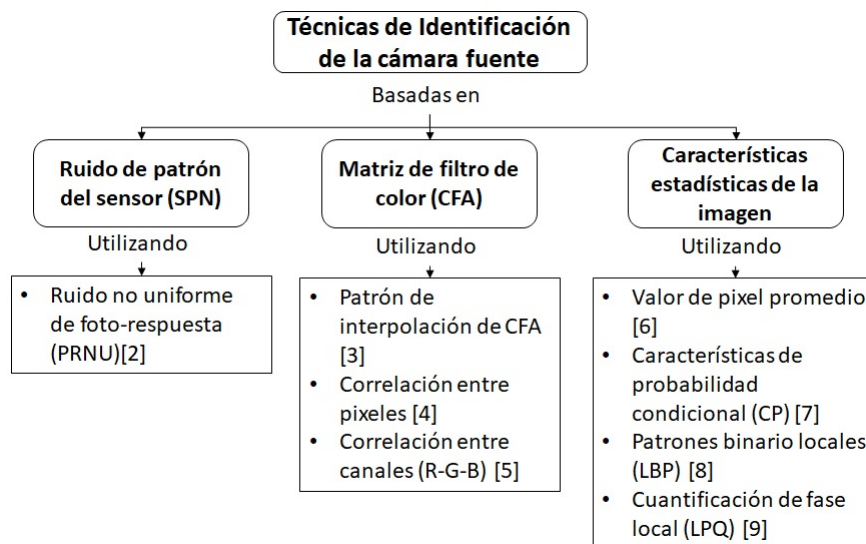 Técnicas de Identificación
de la cámara fuente
Basadas en
Ruido de patrón
del sensor (SPN)
Utilizando
• Ruido no uniforme
de foto-respuesta
(PRNU)[2]
Matriz de filtro de
color (CFA)
Utilizando
• Patrón de
interpolación de CFA
[3]
• Correlación entre
pixeles [4]
• Correlación entre
canales (R-G-B) [5]
Características
estadísticas de la
imagen
Utilizando
• Valor de pixel promedio
[6]
• Características de
probabilidad
condicional (CP) [7]
• Patrones binario locales
(LBP) [8]
• Cuantificación de fase
local (LPQ) [9]